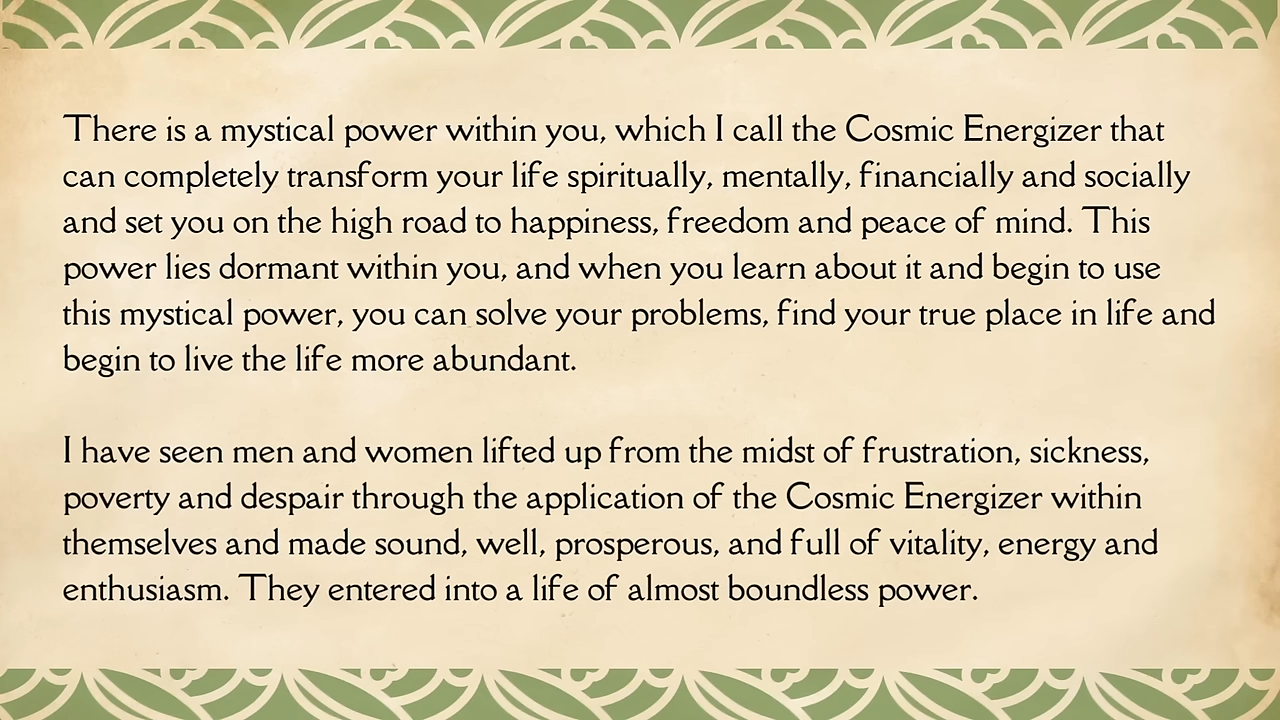 There is a mystical power within you, which I call the Cosmic Energizer that
can completely transform your life spiritually, mentally, financially and socially
and set you on the high road to happiness, freedom and peace of mind. This
power lies dormant within you, and when you learn about it and begin to use
this mystical power, you can solve your problems, find your true place in life and
begin to live the life more abundant.
I have seen men and women lifted up from the midst of frustration, sickness,
poverty and despair through the application of the Cosmic Energizer within
themselves and made sound, well, prosperous, and full of vitality, energy and
enthusiasm. They entered into a life of almost boundless power.